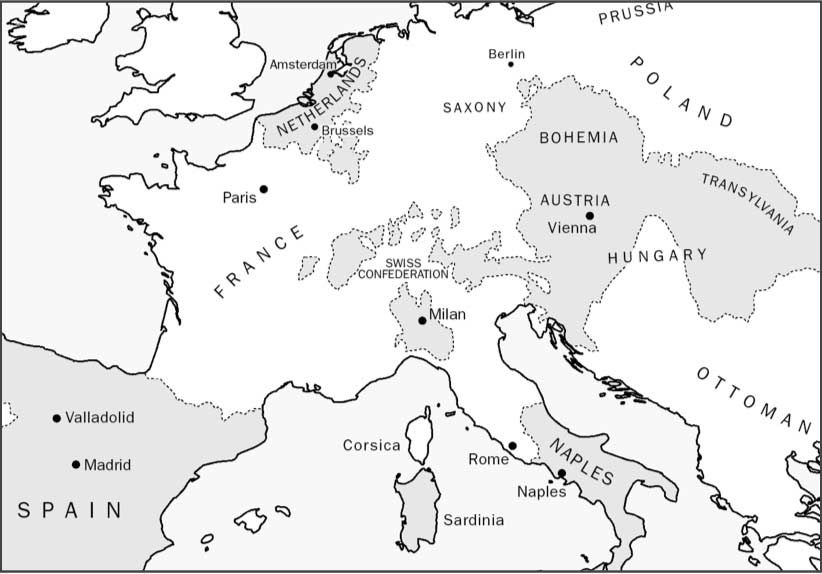 PRUSSIA
Berlin
POLAND
Amsterdam
NETHERLANDS
SAXONY
Brussels
BOHEMIA
TRANSYLVANIA
Paris
AUSTRIA
Vienna
FRANCE
HUNGARY
SWISS
CONFEDERATION
Milan
OTTOMAN
Valladolid
Madrid
Corsica
Rome
NAPLES
Naples
SPAIN
Sardinia